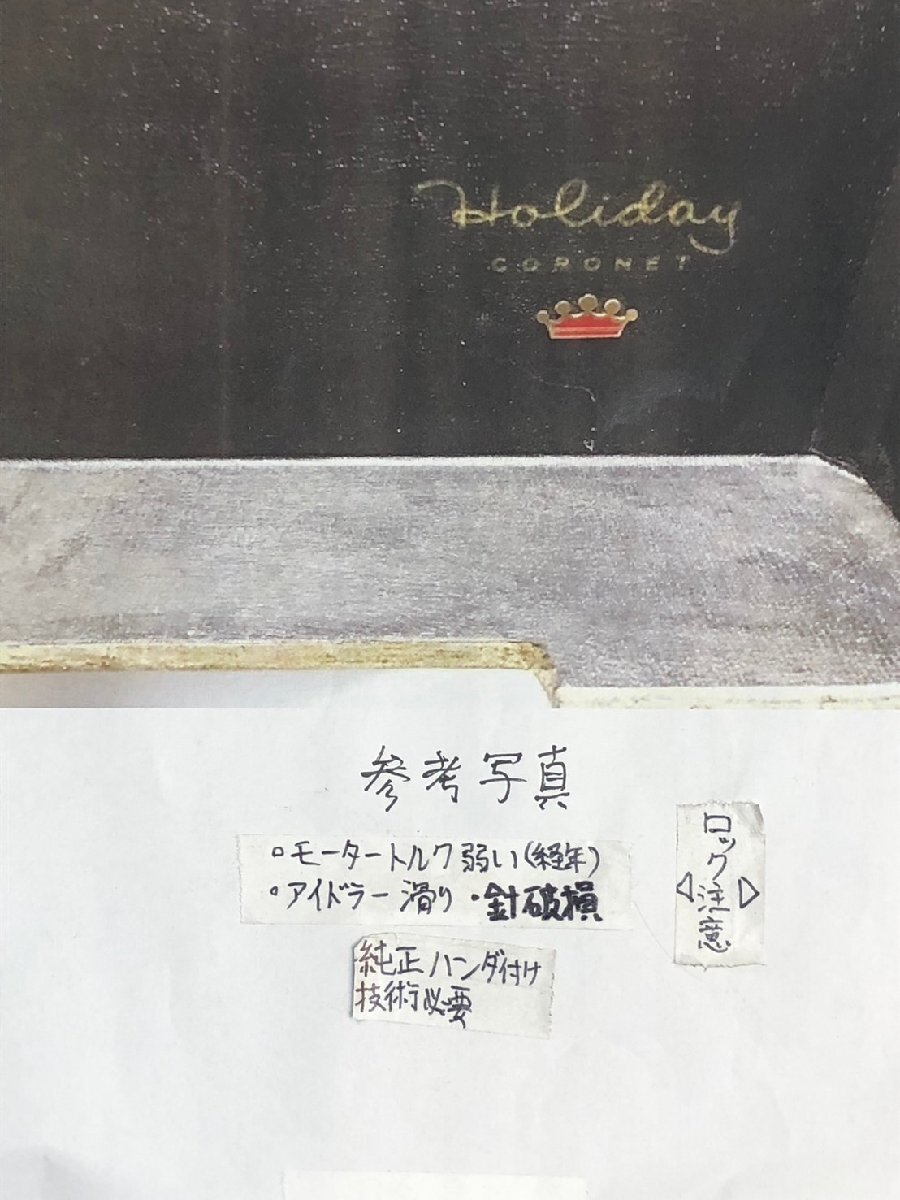 Holiday
CORONET
参考写真
○モータートルク弱い(経年)
○アイドラー滑り・針破損
ロック注意
純正ハンダ付け
技術必要